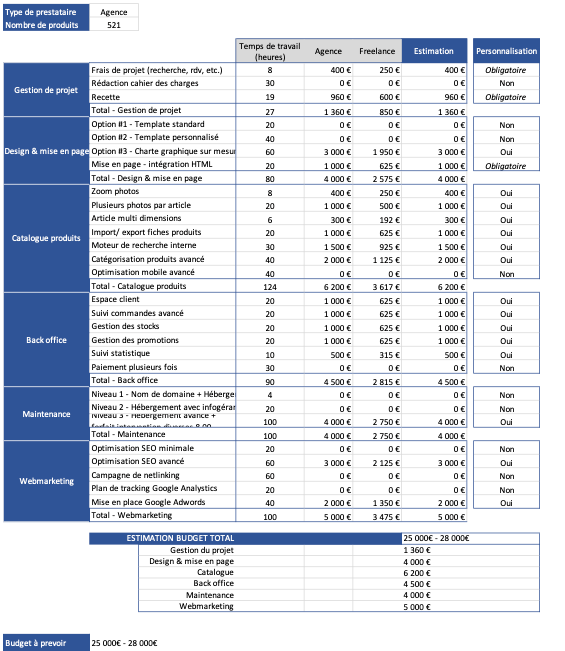 Type de prestataire Agence
Nombre de produits 521
Temps de travail (heures) Agence Freelance Estimation Personnalisation
Gestion de projet
Frais de projet (recherche, rdv, etc.) 8 400 € 250 € 400 € Obligatoire
Rédaction cahier des charges 30 0 € 0 € 0 € Non
Recette 19 960 € 600 € 960 € Obligatoire
Total - Gestion de projet 27 1 360 € 850 € 1 360 €
Design & mise en page
Option #1 - Template standard 20 0 € 0 € 0 € Non
Option #2 - Template personnalisé 40 0 € 0 € 0 € Non
Option #3 - Charte graphique sur mesur 60 3 000 € 1 950 € 3 000 € Oui
Mise en page - intégration HTML 20 1 000 € 625 € 1 000 € Obligatoire
Total - Design & mise en page 80 4 000 € 2 575 € 4 000 €
Catalogue produits
Zoom photos 8 400 € 250 € 400 € Oui
Plusieurs photos par article 20 1 000 € 500 € 1 000 € Oui
Article multi dimensions 6 300 € 192 € 300 € Oui
Import/ export fiches produits 20 1 000 € 625 € 1 000 € Oui
Moteur de recherche interne 30 1 500 € 925 € 1 500 € Oui
Catégorisation produits avancé 40 2 000 € 1 125 € 2 000 € Oui
Optimisation mobile avancé 40 0 € 0 € 0 € Non
Total - Catalogue produits 124 6 200 € 3 617 € 6 200 €
Back office
Espace client 20 1 000 € 625 € 1 000 € Oui
Suivi commandes avancé 20 1 000 € 625 € 1 000 € Oui
Gestion des stocks 20 1 000 € 625 € 1 000 € Oui
Gestion des promotions 20 1 000 € 625 € 1 000 € Oui
Suivi statistique 10 500 € 315 € 500 € Oui
Paiement plusieurs fois 30 0 € 0 € 0 € Non
Total - Back office 90 4 500 € 2 815 € 4 500 €
Maintenance
Niveau 1 - Nom de domaine + Héberge 4 0 € 0 € 0 € Non
Niveau 2 - Hébergement avec infogérar 20 0 € 0 € 0 € Non
Niveau 3 - Hébergement avancé + 100 4 000 € 2 750 € 4 000 € Oui
Total - Maintenance 100 4 000 € 2 750 € 4 000 €
Webmarketing
Optimisation SEO minimale 20 0 € 0 € 0 € Non
Optimisation SEO avancé 60 3 000 € 2 125 € 3 000 € Oui
Campagne de netlinking 60 0 € 0 € 0 € Non
Plan de tracking Google Analystics 20 0 € 0 € 0 € Non
Mise en place Google Adwords 40 2 000 € 1 350 € 2 000 € Oui
Total - Webmarketing 100 5 000 € 3 475 € 5 000 €
ESTIMATION BUDGET TOTAL 25 000€ - 28 000€
Gestion du projet 1 360 €
Design & mise en page 4 000 €
Catalogue 6 200 €
Back office 4 500 €
Maintenance 4 000 €
Webmarketing 5 000 €
Budget à prevoir 25 000€ - 28 000€